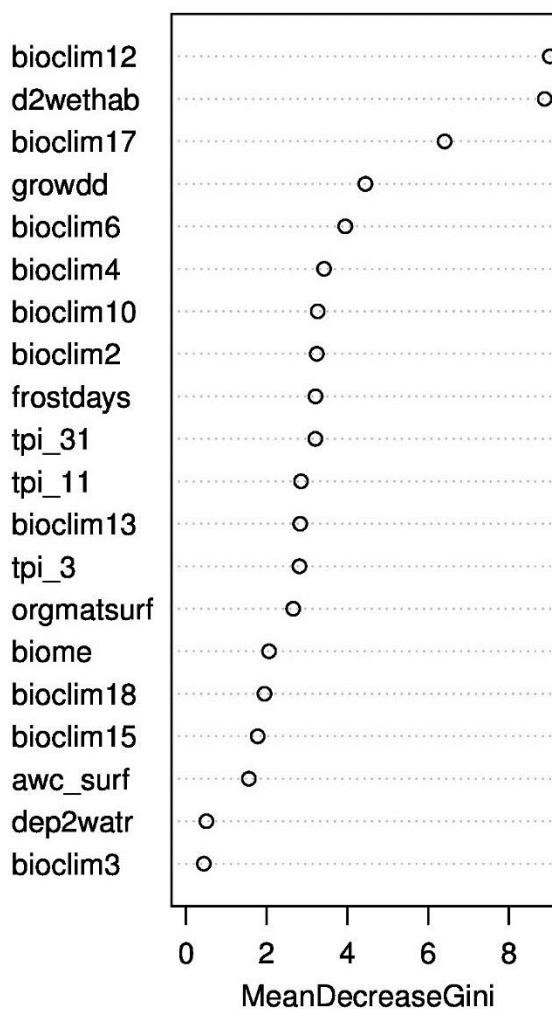 bioclim12
d2wethab
bioclim17
growdd
bioclim6
bioclim4
bioclim10
bioclim2
frostdays
tpi_31
tpi_11
bioclim13
tpi_3
orgmatsurf
biome
bioclim18
bioclim15
awc_surf
dep2watr
bioclim3
0 2 4 6 8
MeanDecreaseGini